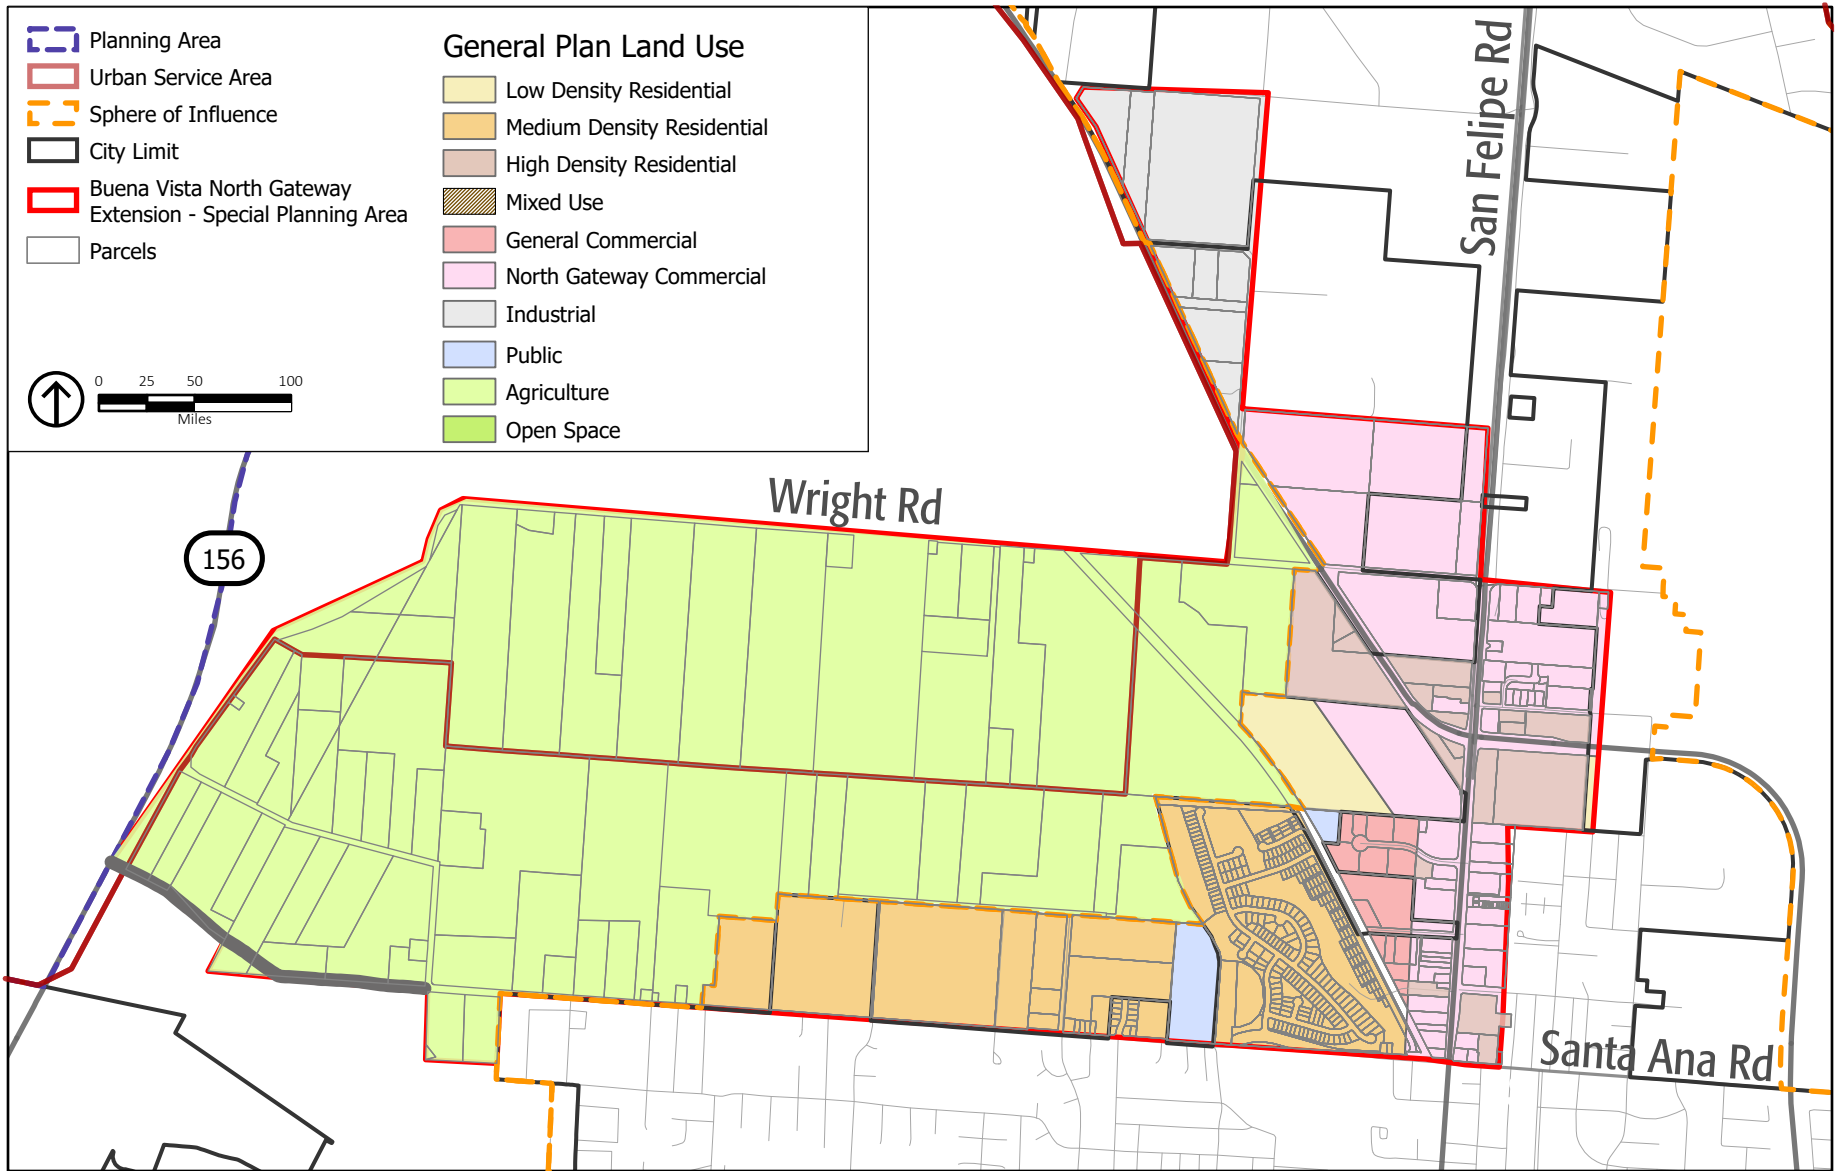 Planning Area
Urban Service Area
Sphere of Influence
City Limit
Buena Vista North Gateway
Extension - Special Planning Area
Parcels
0 25 50 100
Miles
General Plan Land Use
Low Density Residential
Medium Density Residential
High Density Residential
Mixed Use
General Commercial
North Gateway Commercial
Industrial
Public
Agriculture
Open Space
San Felipe Rd
Wright Rd
156
Santa Ana Rd